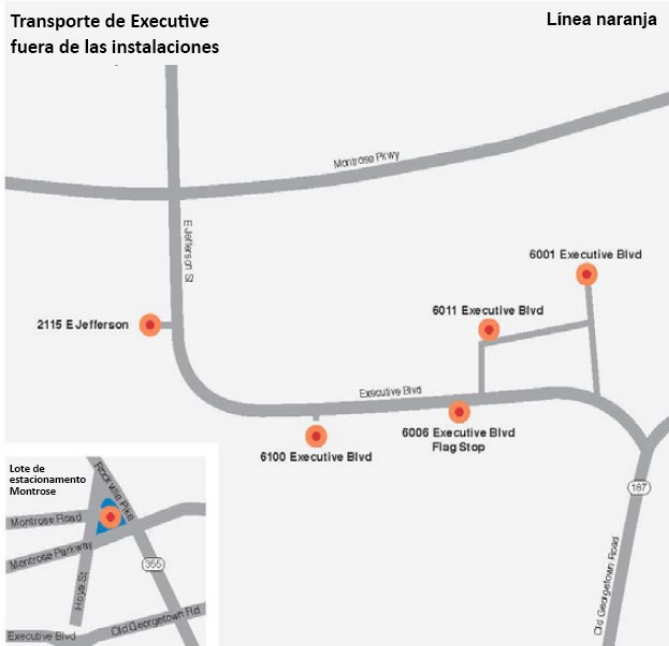 Transporte de Executive
fuera de las instalaciones
Línea naranja
Montrose Pkwy
E Jefferson St
6001 Executive Blvd
2115 E Jefferson
6011 Executive Blvd
Executive Blvd
6006 Executive Blvd
Flag Stop
6100 Executive Blvd
187
Old Georgetown Road
Lote de
estacionamento
Montrose
Rockville Pike
Montrose Road
Montrose Parkway
355
Hoya St
Old Georgetown Rd
Executive Blvd